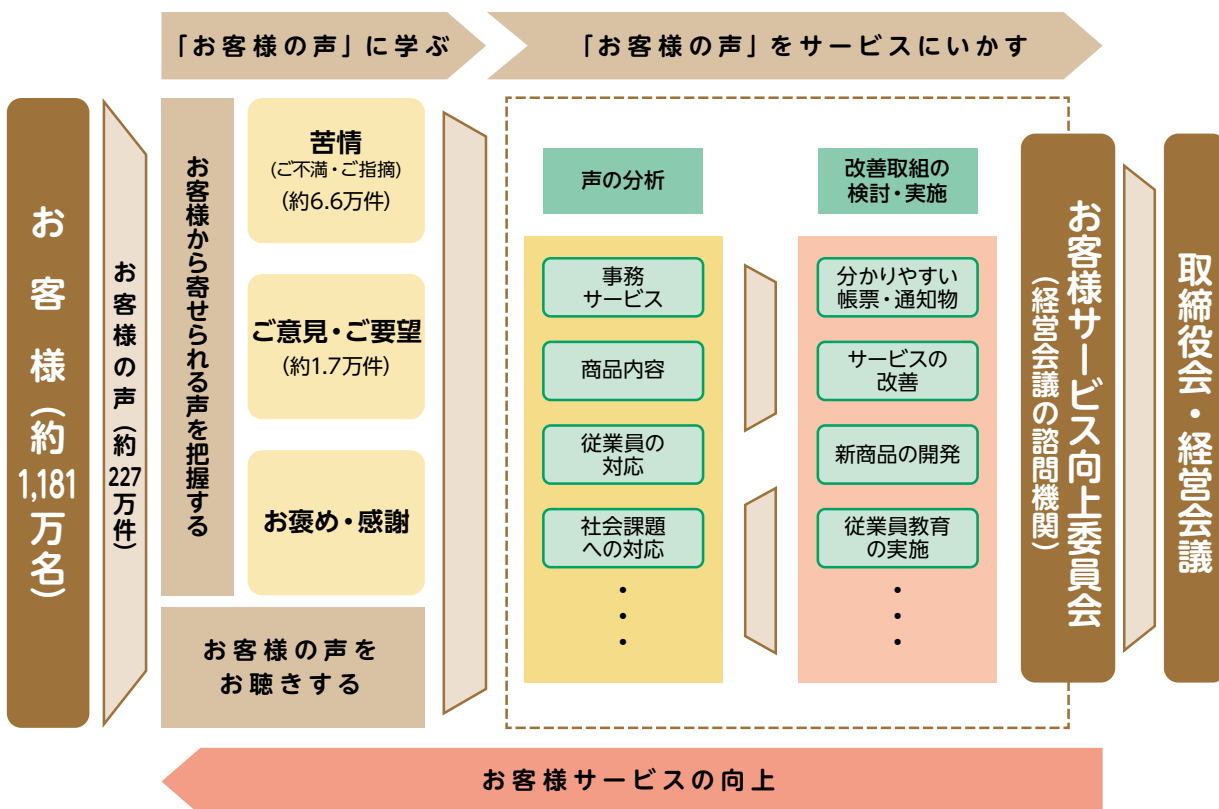 「お客様の声」に学ぶ
「お客様の声」をサービスにいかす
お客様（約1,181万名）
お客様の声（約227万件）
お客様から寄せられる声を把握する
苦情
(ご不満・ご指摘)
(約6.6万件)
ご意見・ご要望
(約1.7万件)
お褒め・感謝
お客様の声を
お聴きする
声の分析
事務
サービス
商品内容
従業員の
対応
社会課題
への対応
・
・
・
改善取組の
検討・実施
分かりやすい
帳票・通知物
サービスの
改善
新商品の開発
従業員教育
の実施
・
・
・
お客様サービス向上委員会
（経営会議の諮問機関）
取締役会・経営会議
お客様サービスの向上